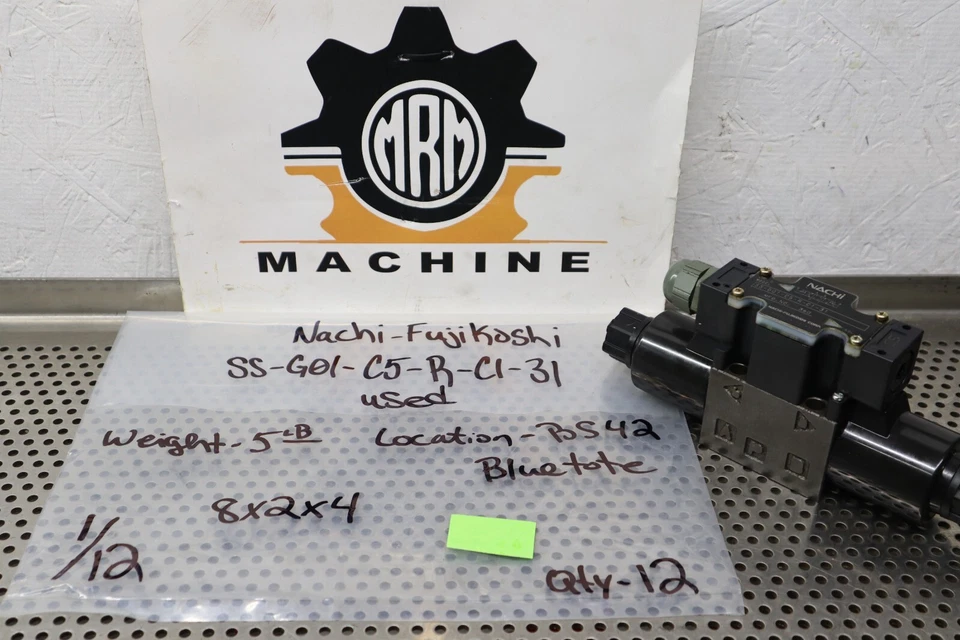 MRM
MACHINE
Nachi-Fujikoshi
SS-G01-C5-R-C1-31
used
Weight-5LB
Location-BS42
Bluetote
8x2x4
1/12
Qty-12
NACHI